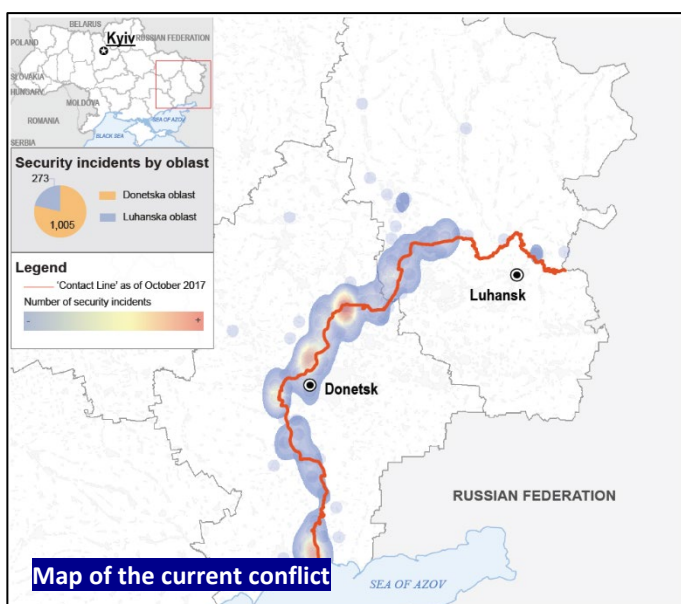 BELARUS
POLAND
Kyiv
RUSSIAN FEDERATION
SLOVAKIA
HUNGARY
MOLDOVA
ROMANIA
SEA OF AZOV
BLACK SEA
SERBIA
Security incidents by oblast
273
Donetska oblast
Luhanska oblast
1,005
Legend
'Contact Line' as of October 2017
Number of security incidents
-
+
Luhansk
Donetsk
RUSSIAN FEDERATION
Map of the current conflict
SEA OF AZOV